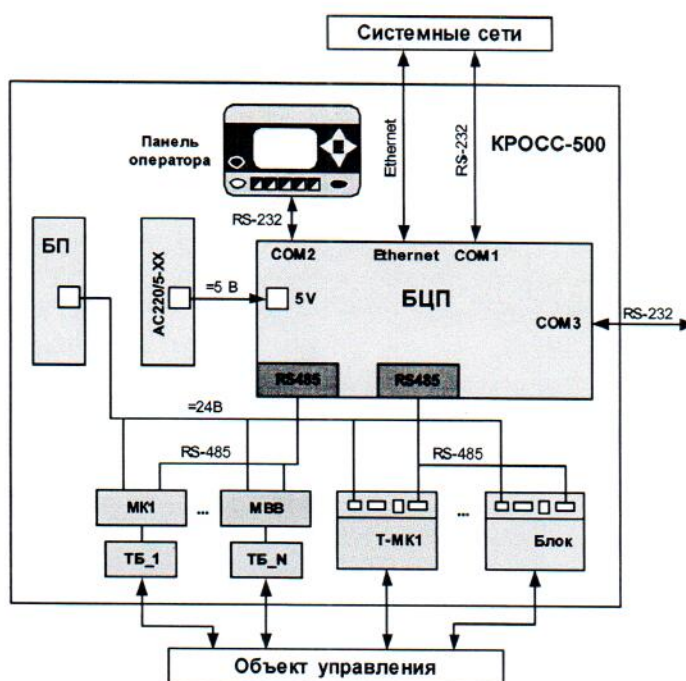 Системные сети
КРОСС-500
Панель
оператора
Ethernet
RS-232
RS-232
БП
AC220/5-XX
=5 В
COM2
Ethernet
COM1
5V
БЦП
COM3
RS-232
RS485
RS485
=24В
RS-485
RS-485
МК1
...
МВВ
Т-МК1
...
Блок
ТБ_1
ТБ_N
Объект управления